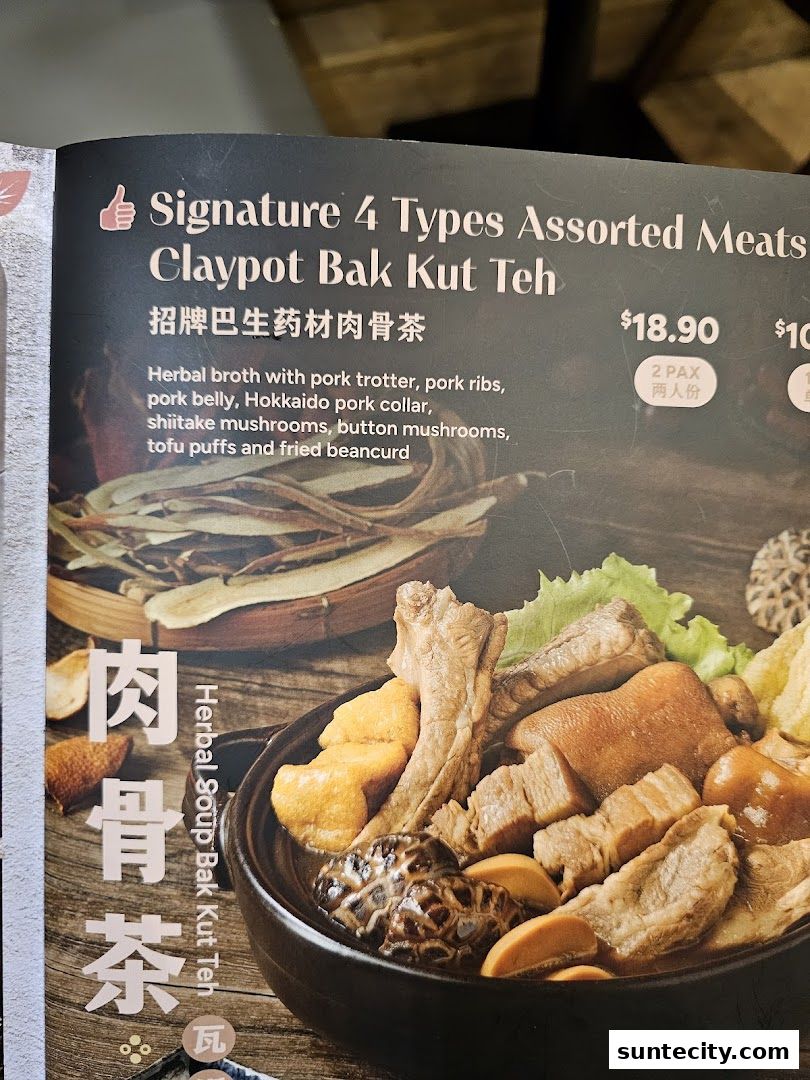 Signature 4 Types Assorted Meats
Claypot Bak Kut Teh
招牌巴生药材肉骨茶
$18.90
2 PAX
两人份
Herbal broth with pork trotter, pork ribs,
pork belly, Hokkaido pork collar,
shiitake mushrooms, button mushrooms,
tofu puffs and fried beancurd
肉骨茶
Herbal Soup Bak Kut Teh
瓦
suntecity.com